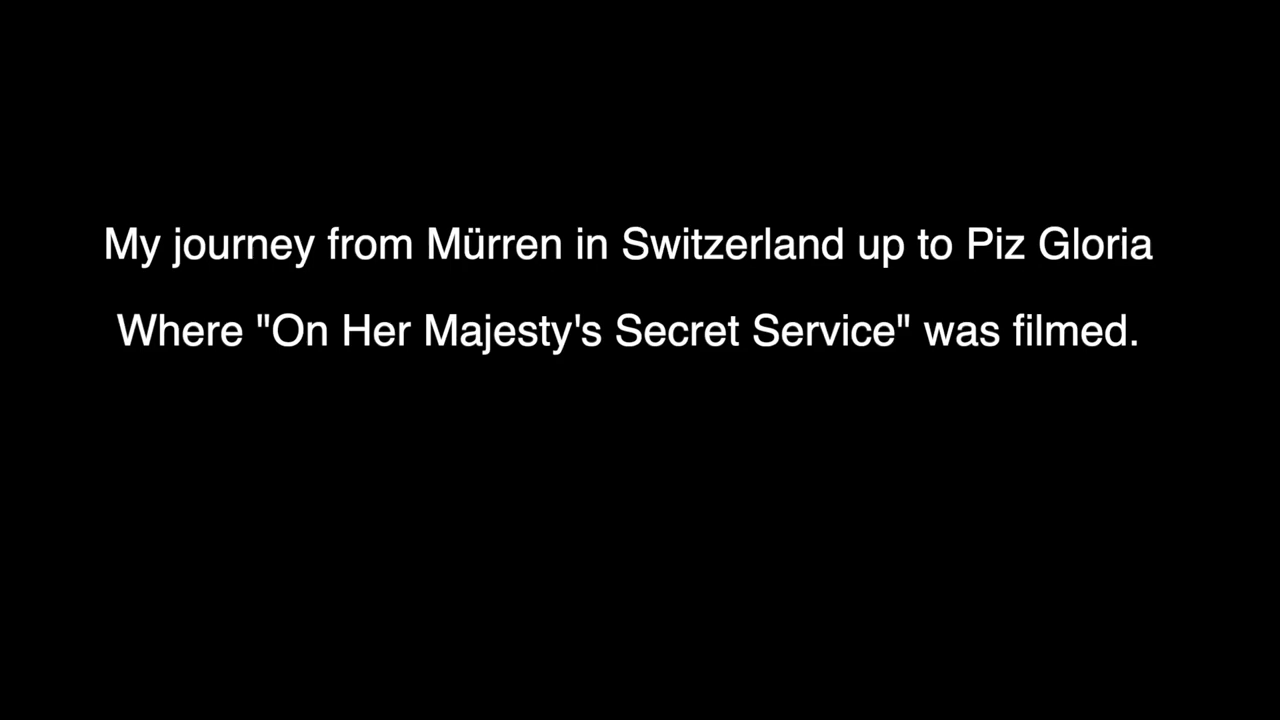 My journey from Mürren in Switzerland up to Piz Gloria
Where "On Her Majesty's Secret Service" was filmed.